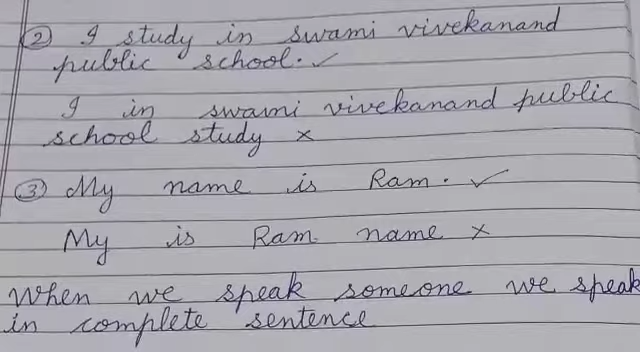 ② I study in swami vivekanand
public school. ✓
I in swami vivekanand public
school study ×
③ My name is Ram. ✓
My is Ram name ×
When we speak someone we speak
in complete sentence